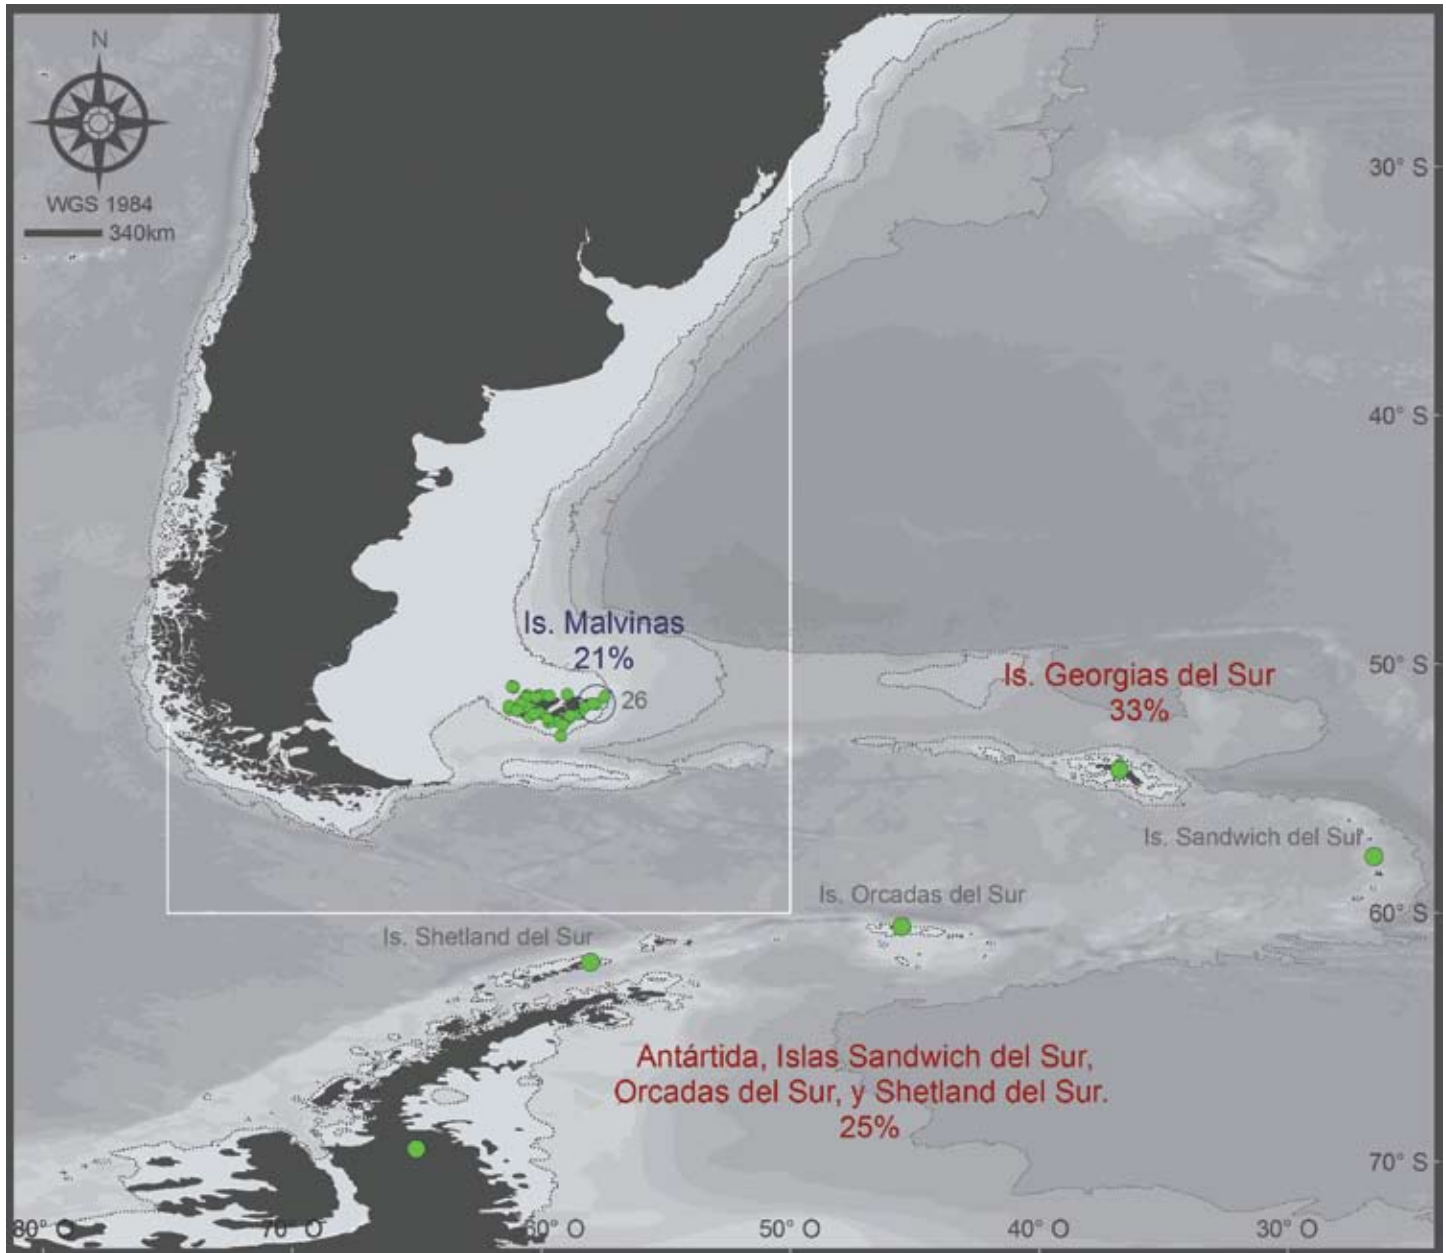 N
WGS 1984
340km
30° S
40° S
Is. Malvinas
21%
26
50° S
Is. Georgias del Sur
33%
Is. Sandwich del Sur
Is. Orcadas del Sur
60° S
Is. Shetland del Sur
Antártida, Islas Sandwich del Sur,
Orcadas del Sur, y Shetland del Sur.
25%
70° S
80° O
70° O
60° O
50° O
40° O
30° O